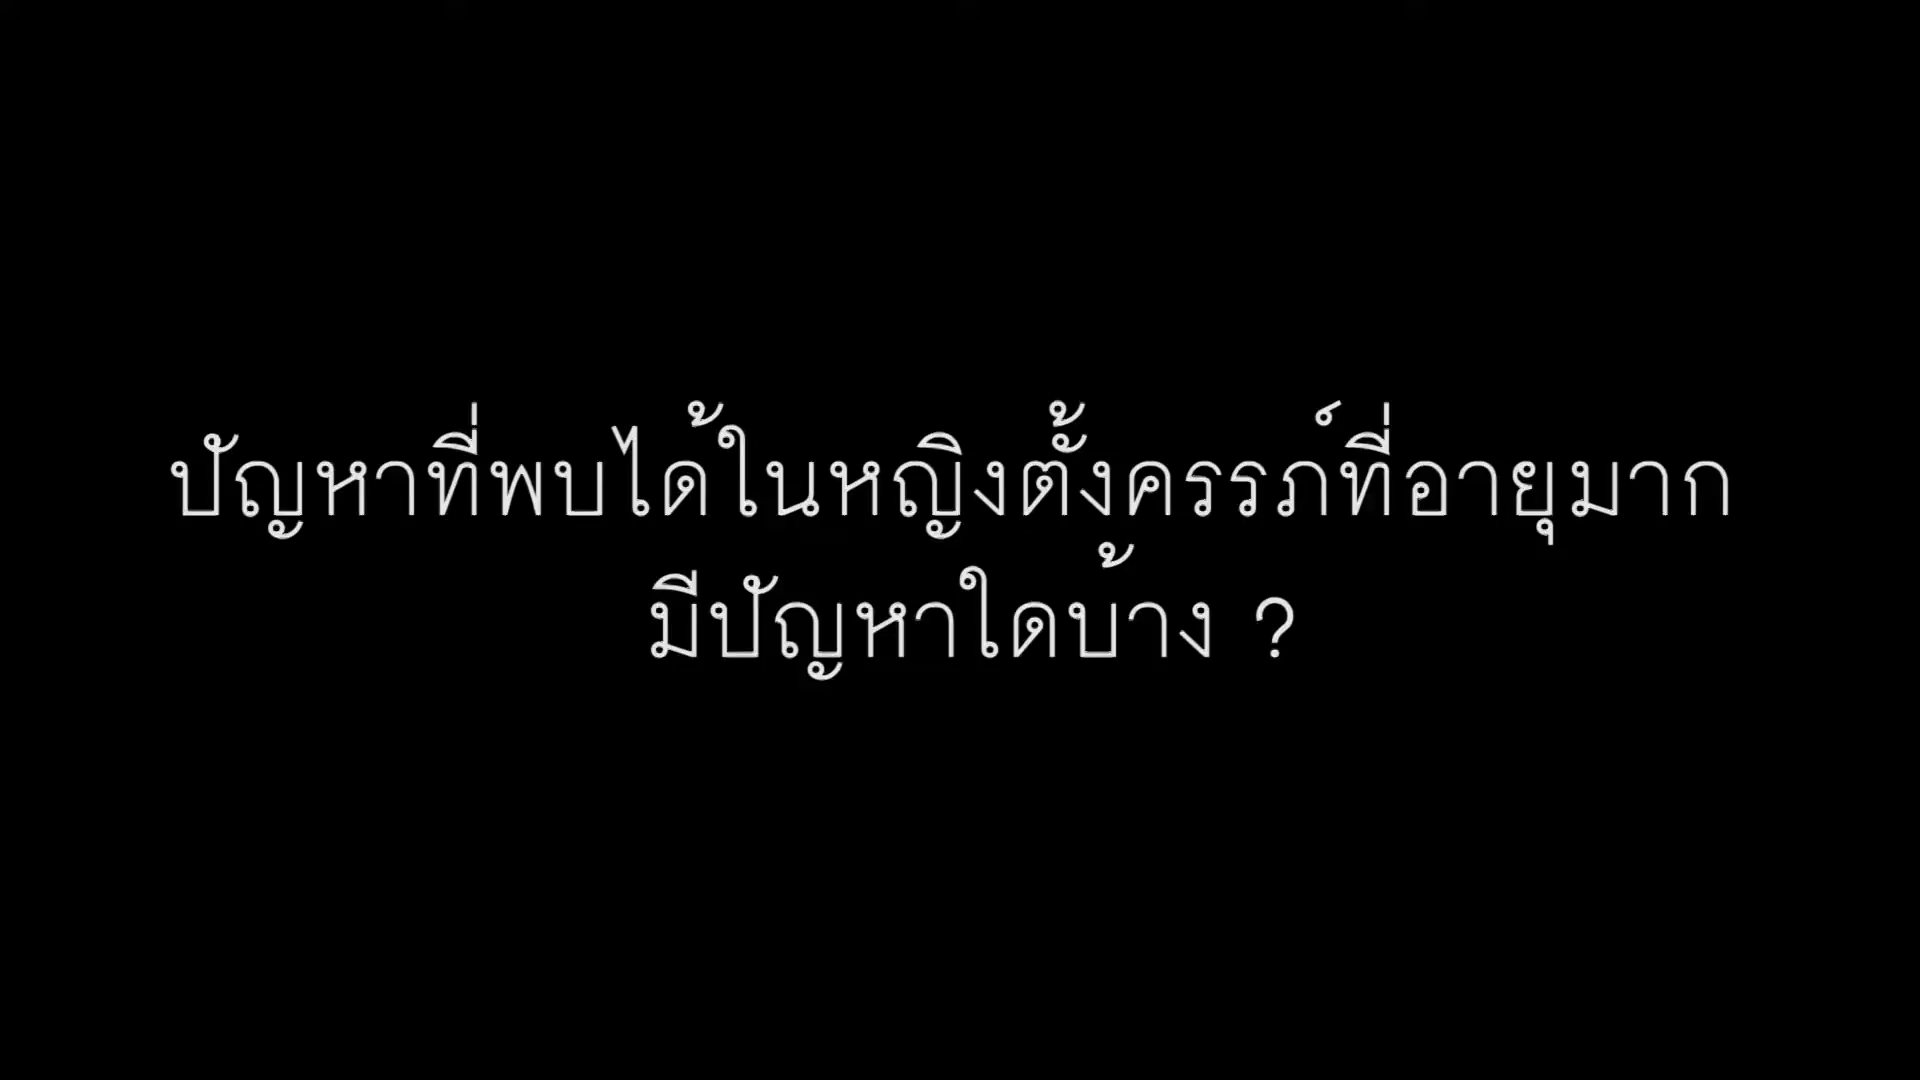 ปัญหาที่พบได้ในหญิงตั้งครรภ์ที่อายุมาก
มีปัญหาใดบ้าง ?